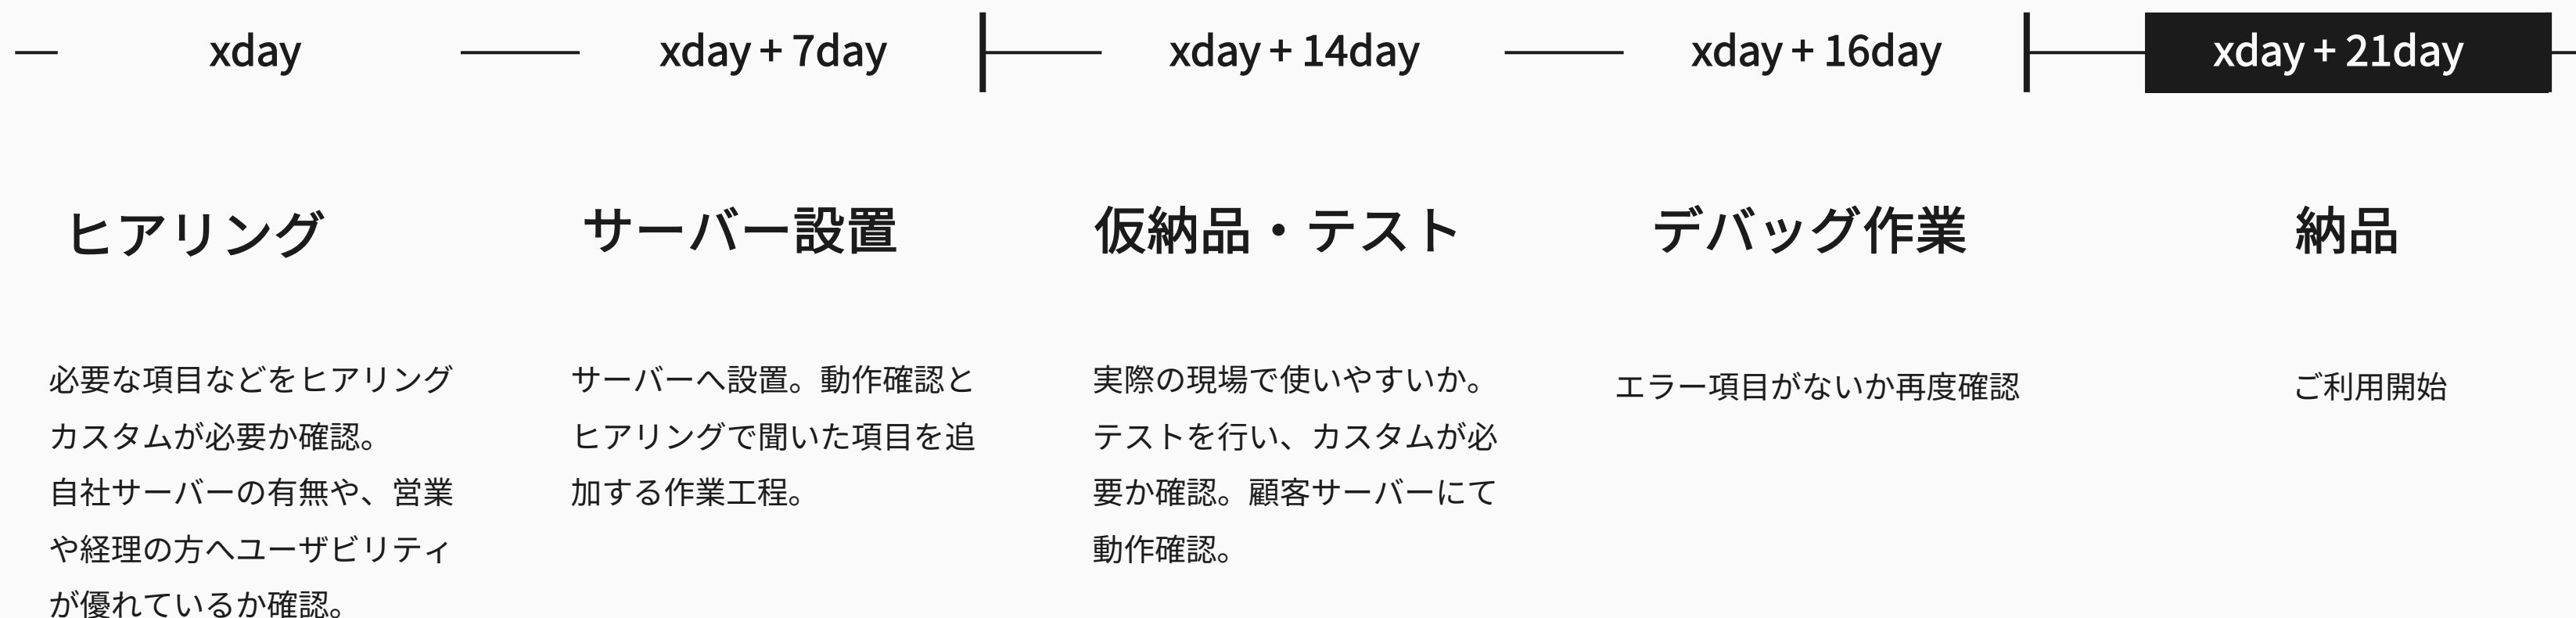 xday
xday + 7day
xday + 14day
xday + 16day
xday + 21day
ヒアリング
サーバー設置
仮納品・テスト
デバッグ作業
納品
必要な項目などをヒアリング
カスタムが必要か確認。
自社サーバーの有無や、営業
や経理の方へユーザビリティ
が優れているか確認。
サーバーへ設置。動作確認と
ヒアリングで聞いた項目を追
加する作業工程。
実際の現場で使いやすいか。
テストを行い、カスタムが必
要か確認。顧客サーバーにて
動作確認。
エラー項目がないか再度確認
ご利用開始